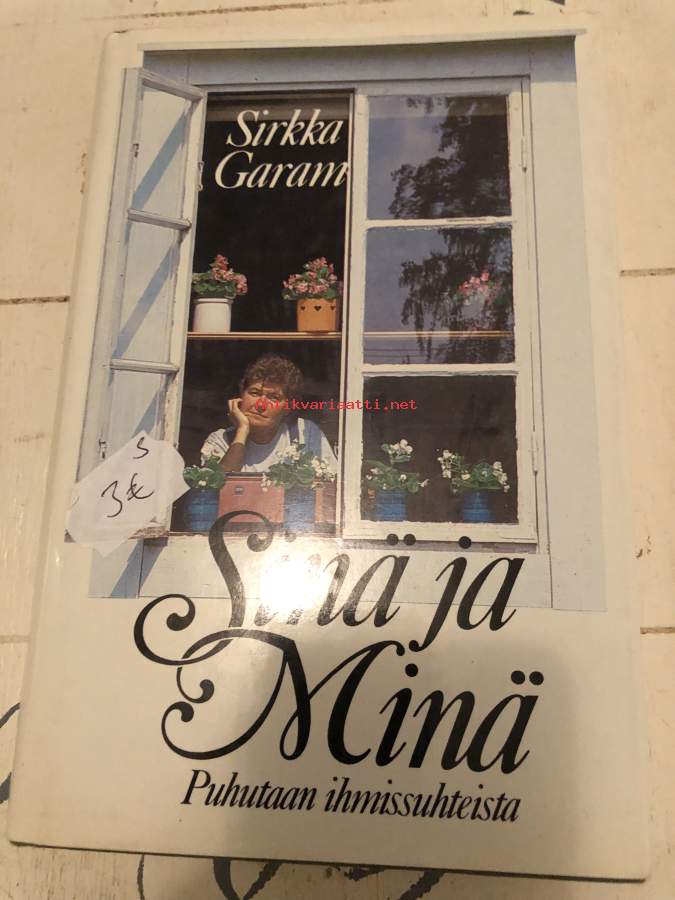 Sirkka
Garam
Antikvariaatti.net
s
3€
Sinä ja
Minä
Puhutaan ihmissuhteista